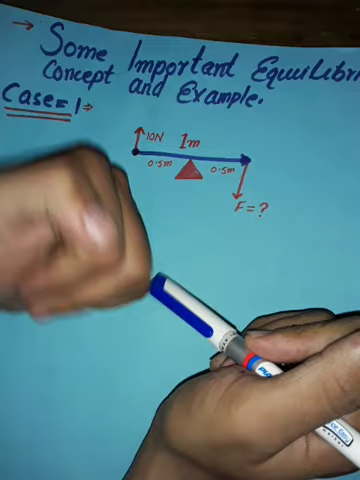 → Some Important Equilibri
Concept and Example.
Case=1→
10N 1m
0.5m 0.5m
F=?